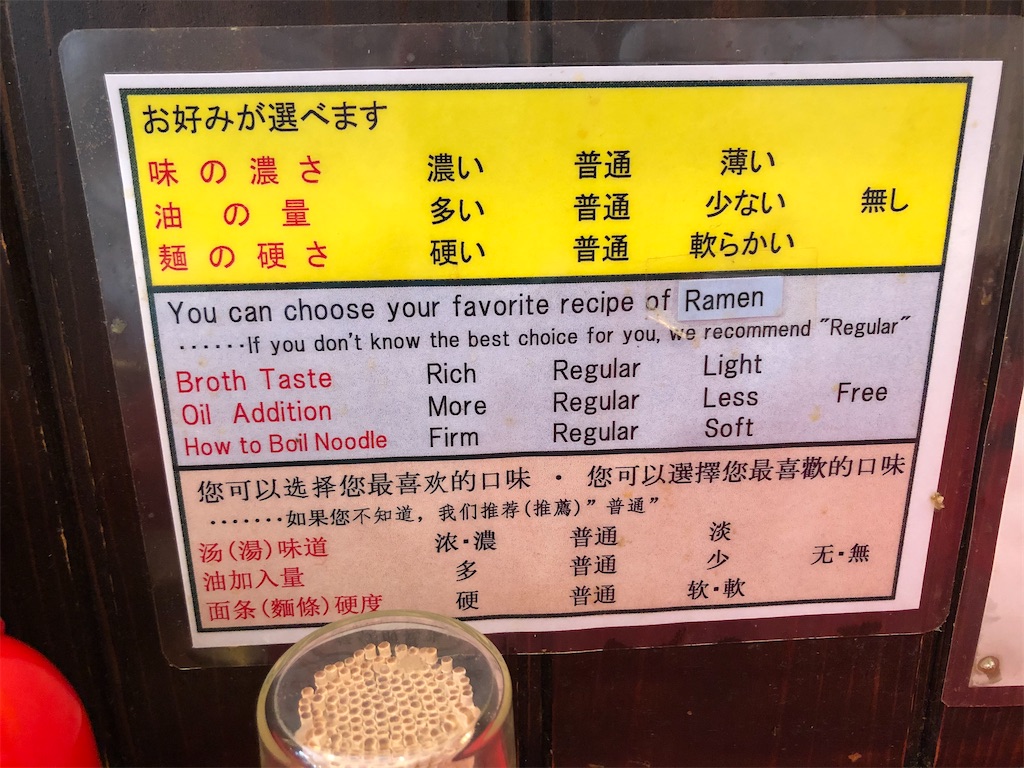 お好みが選べます
味の濃さ 濃い 普通 薄い
油の量 多い 普通 少ない 無し
麺の硬さ 硬い 普通 軟らかい
You can choose your favorite recipe of Ramen
······If you don't know the best choice for you, we recommend "Regular"
Broth Taste Rich Regular Light
Oil Addition More Regular Less Free
How to Boil Noodle Firm Regular Soft
您可以选择您最喜欢的口味 · 您可以選擇您最喜歡的口味
·······如果您不知道, 我们推荐(推薦)"普通"
汤(湯)味道 浓·濃 普通 淡
油加入量 多 普通 少 无·無
面条(麵條)硬度 硬 普通 软·軟